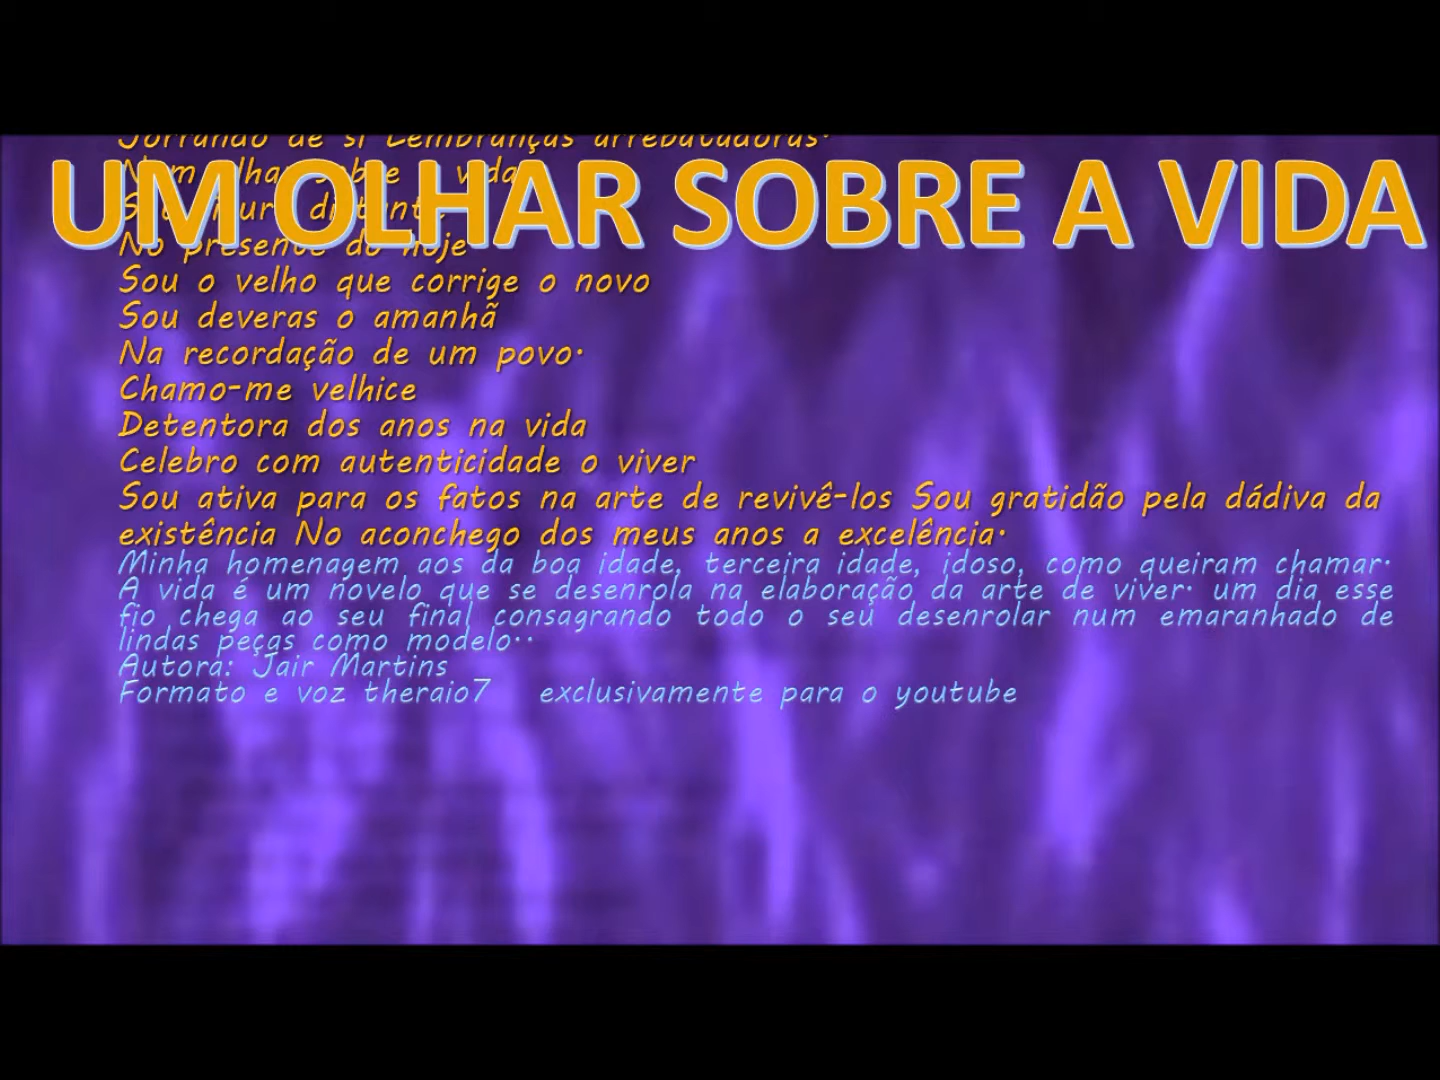 Jorrando de si Lembranças arrebatadoras.
UM OLHAR SOBRE A VIDA
No presente do hoje
Sou o velho que corrige o novo
Sou deveras o amanhã
Na recordação de um povo.
Chamo-me velhice
Detentora dos anos na vida
Celebro com autenticidade o viver
Sou ativa para os fatos na arte de revivê-los Sou gratidão pela dádiva da
existência No aconchego dos meus anos a excelência.
Minha homenagem aos da boa idade, terceira idade, idoso, como queiram chamar.
A vida é um novelo que se desenrola na elaboração da arte de viver. um dia esse
fio chega ao seu final consagrando todo o seu desenrolar num emaranhado de
lindas peças como modelo..
Autora: Jair Martins
Formato e voz theraio7 exclusivamente para o youtube